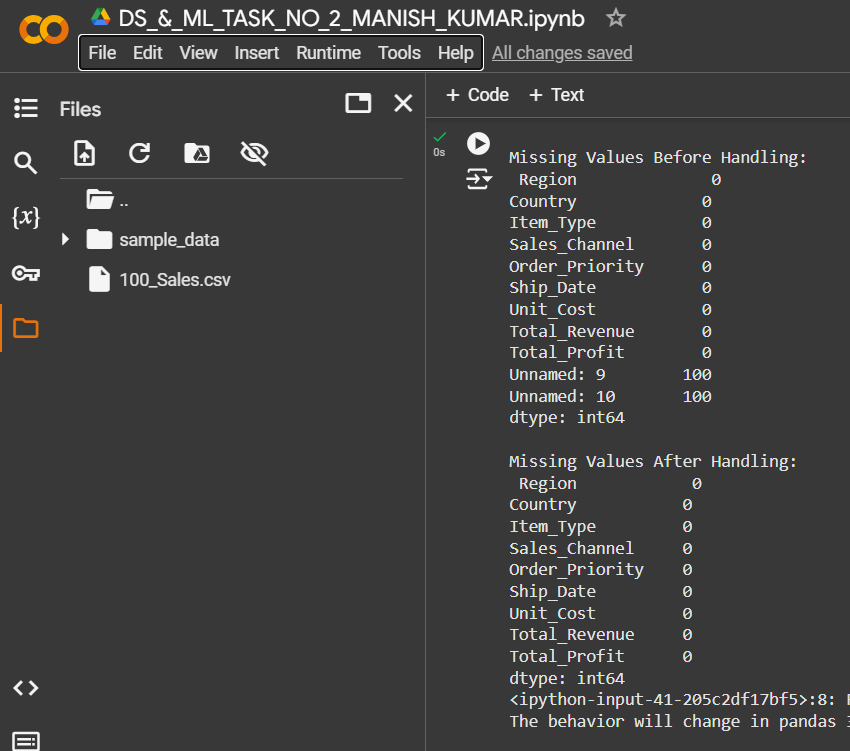 DS_&_ML_TASK_NO_2_MANISH_KUMAR.ipynb
File Edit View Insert Runtime Tools Help All changes saved
Files
+ Code + Text
..
sample_data
100_Sales.csv
{x}
0s
Missing Values Before Handling:
Region 0
Country 0
Item_Type 0
Sales_Channel 0
Order_Priority 0
Ship_Date 0
Unit_Cost 0
Total_Revenue 0
Total_Profit 0
Unnamed: 9 100
Unnamed: 10 100
dtype: int64
Missing Values After Handling:
Region 0
Country 0
Item_Type 0
Sales_Channel 0
Order_Priority 0
Ship_Date 0
Unit_Cost 0
Total_Revenue 0
Total_Profit 0
dtype: int64
<ipython-input-41-205c2df17bf5>:8:
The behavior will change in pandas